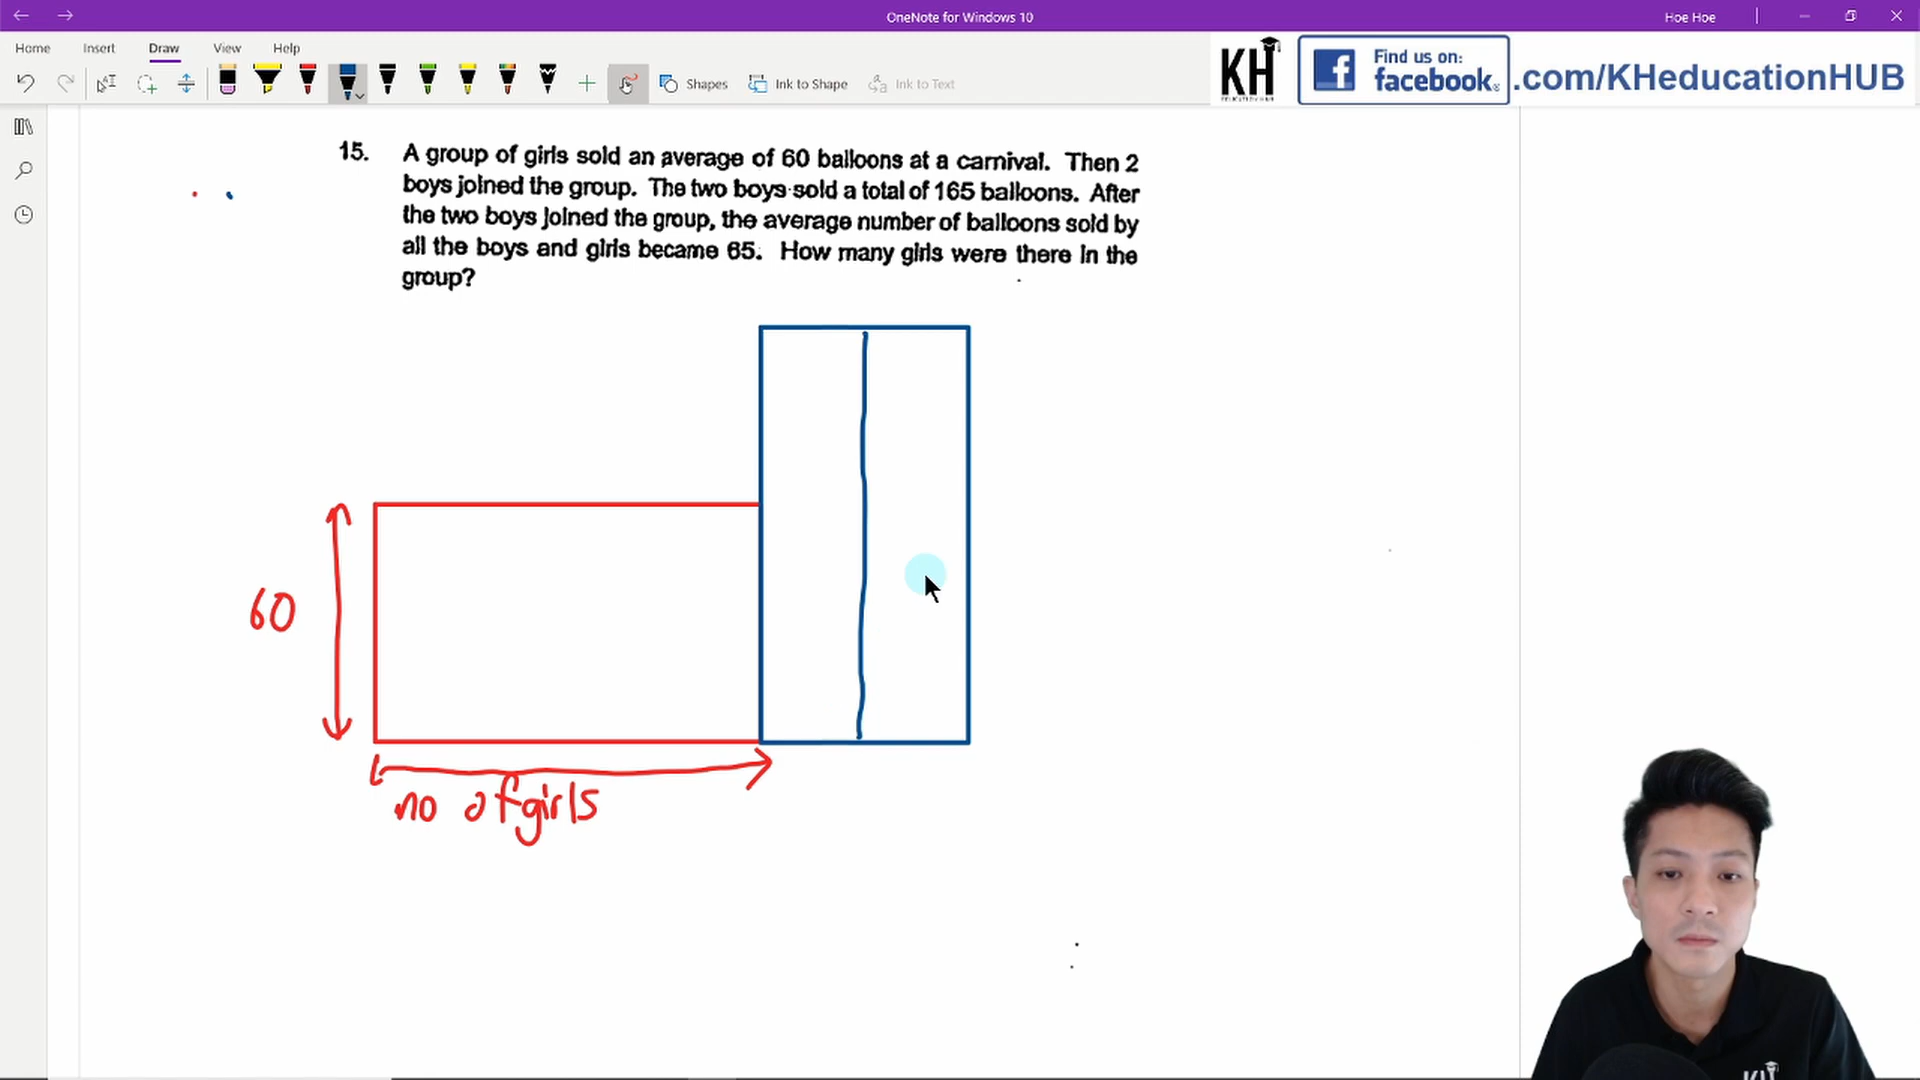 OneNote for Windows 10
Hoe Hoe
Home Insert Draw View Help
Shapes Ink to Shape Ink to Text
KH
EDUCATION HUB
Find us on:
facebook.
.com/KHeducationHUB
15. A group of girls sold an average of 60 balloons at a carnival. Then 2
boys joined the group. The two boys sold a total of 165 balloons. After
the two boys joined the group, the average number of balloons sold by
all the boys and girls became 65. How many girls were there in the
group?
60
no of girls